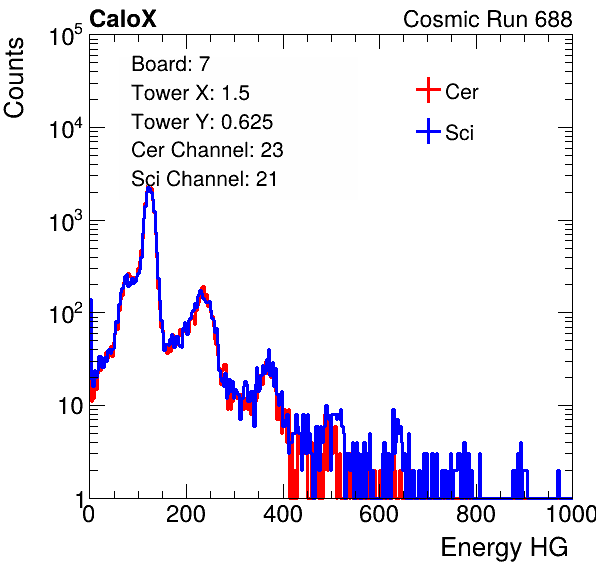 CaloX Cosmic Run 688
10^5
10^4
10^3
10^2
10
1
Counts
Board: 7
Tower X: 1.5
Tower Y: 0.625
Cer Channel: 23
Sci Channel: 21
Cer
Sci
0 200 400 600 800 1000
Energy HG